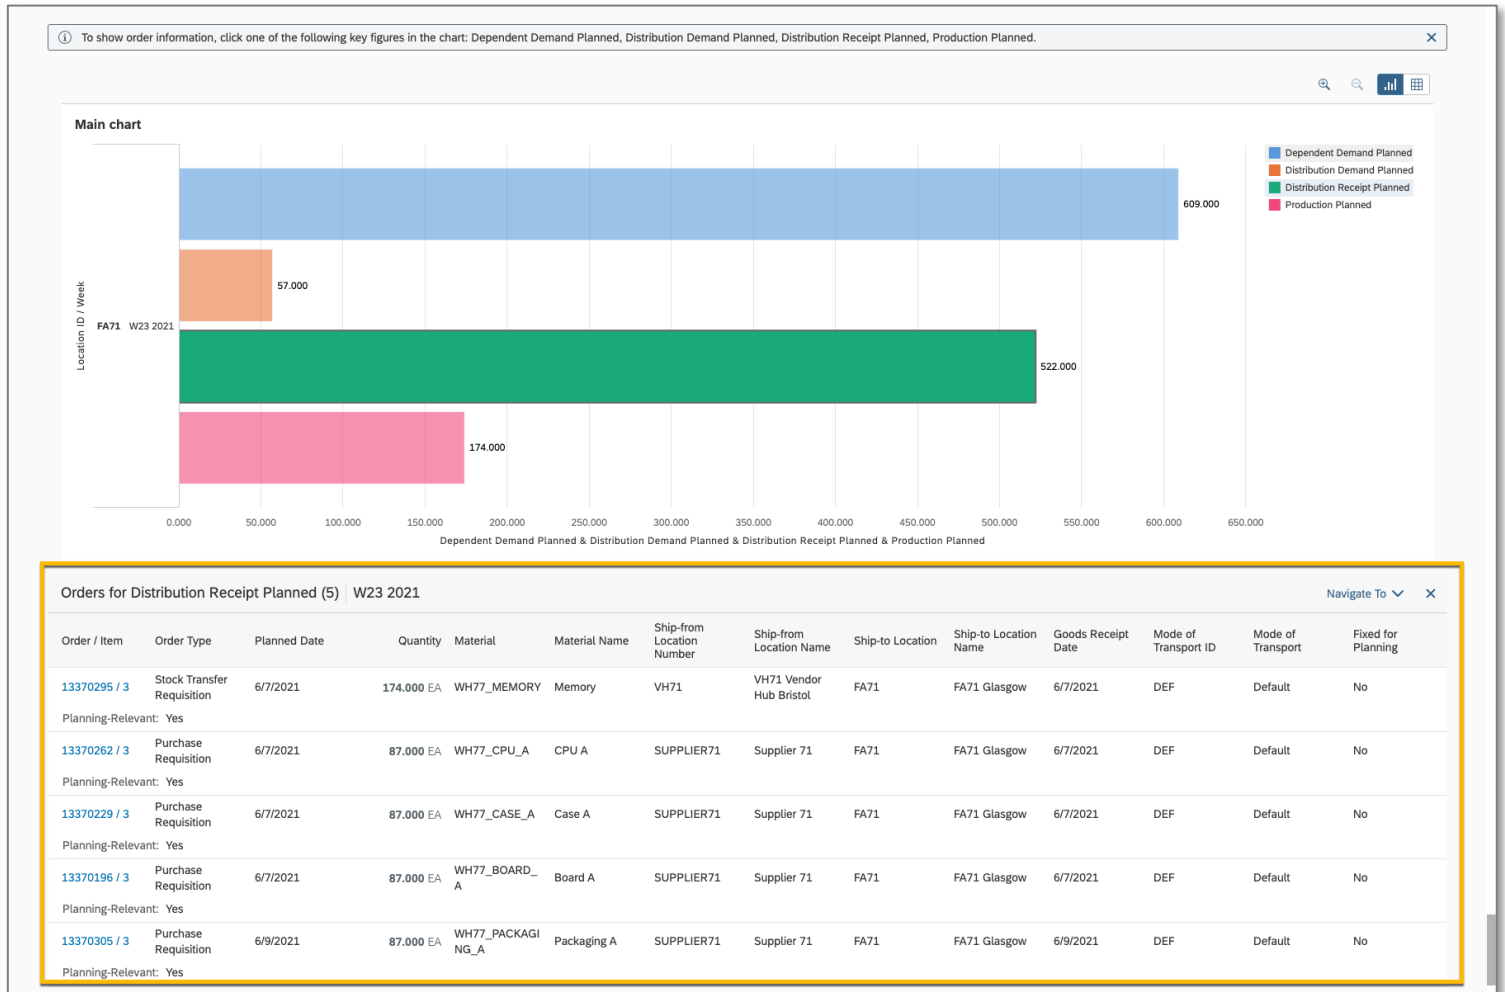 To show order information, click one of the following key figures in the chart: Dependent Demand Planned, Distribution Demand Planned, Distribution Receipt Planned, Production Planned.
Main chart
Dependent Demand Planned
Distribution Demand Planned
Distribution Receipt Planned
Production Planned
Location ID / Week
FA71 W23 2021
609.000
57.000
522.000
174.000
0.000 50.000 100.000 150.000 200.000 250.000 300.000 350.000 400.000 450.000 500.000 550.000 600.000 650.000
Dependent Demand Planned & Distribution Demand Planned & Distribution Receipt Planned & Production Planned
Orders for Distribution Receipt Planned (5) W23 2021 Navigate To
Order / Item Order Type Planned Date Quantity Material Material Name Ship-from Location Number Ship-from Location Name Ship-to Location Ship-to Location Name Goods Receipt Date Mode of Transport ID Mode of Transport Fixed for Planning
13370295 / 3 Stock Transfer Requisition 6/7/2021 174.000 EA WH77_MEMORY Memory VH71 VH71 Vendor Hub Bristol FA71 FA71 Glasgow 6/7/2021 DEF Default No
Planning-Relevant: Yes
13370262 / 3 Purchase Requisition 6/7/2021 87.000 EA WH77_CPU_A CPU A SUPPLIER71 Supplier 71 FA71 FA71 Glasgow 6/7/2021 DEF Default No
Planning-Relevant: Yes
13370229 / 3 Purchase Requisition 6/7/2021 87.000 EA WH77_CASE_A Case A SUPPLIER71 Supplier 71 FA71 FA71 Glasgow 6/7/2021 DEF Default No
Planning-Relevant: Yes
13370196 / 3 Purchase Requisition 6/7/2021 87.000 EA WH77_BOARD_A Board A SUPPLIER71 Supplier 71 FA71 FA71 Glasgow 6/7/2021 DEF Default No
Planning-Relevant: Yes
13370305 / 3 Purchase Requisition 6/9/2021 87.000 EA WH77_PACKAGING_A Packaging A SUPPLIER71 Supplier 71 FA71 FA71 Glasgow 6/9/2021 DEF Default No
Planning-Relevant: Yes